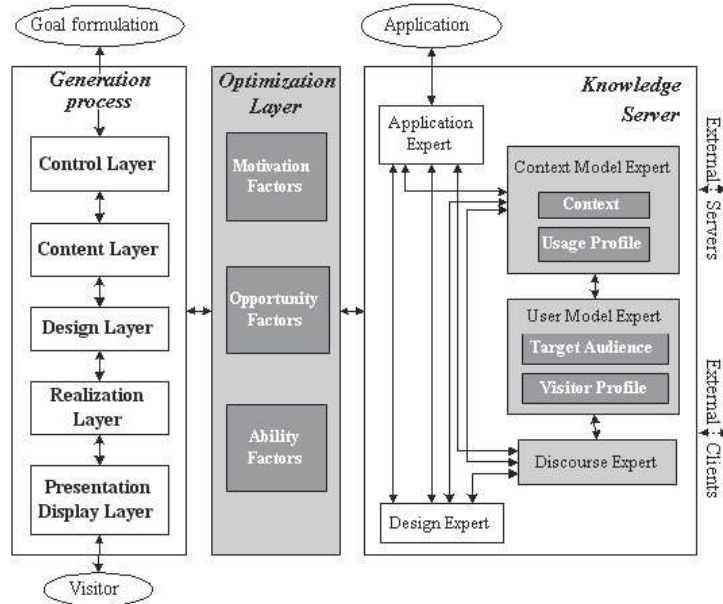 Goal formulation
Application
Generation
process
Control Layer
Content Layer
Design Layer
Realization
Layer
Presentation
Display Layer
Visitor
Optimization
Layer
Motivation
Factors
Opportunity
Factors
Ability
Factors
Knowledge
Server
Application
Expert
Context Model Expert
Context
Usage Profile
User Model Expert
Target Audience
Visitor Profile
Discourse Expert
Design Expert
External
Servers
External
Clients